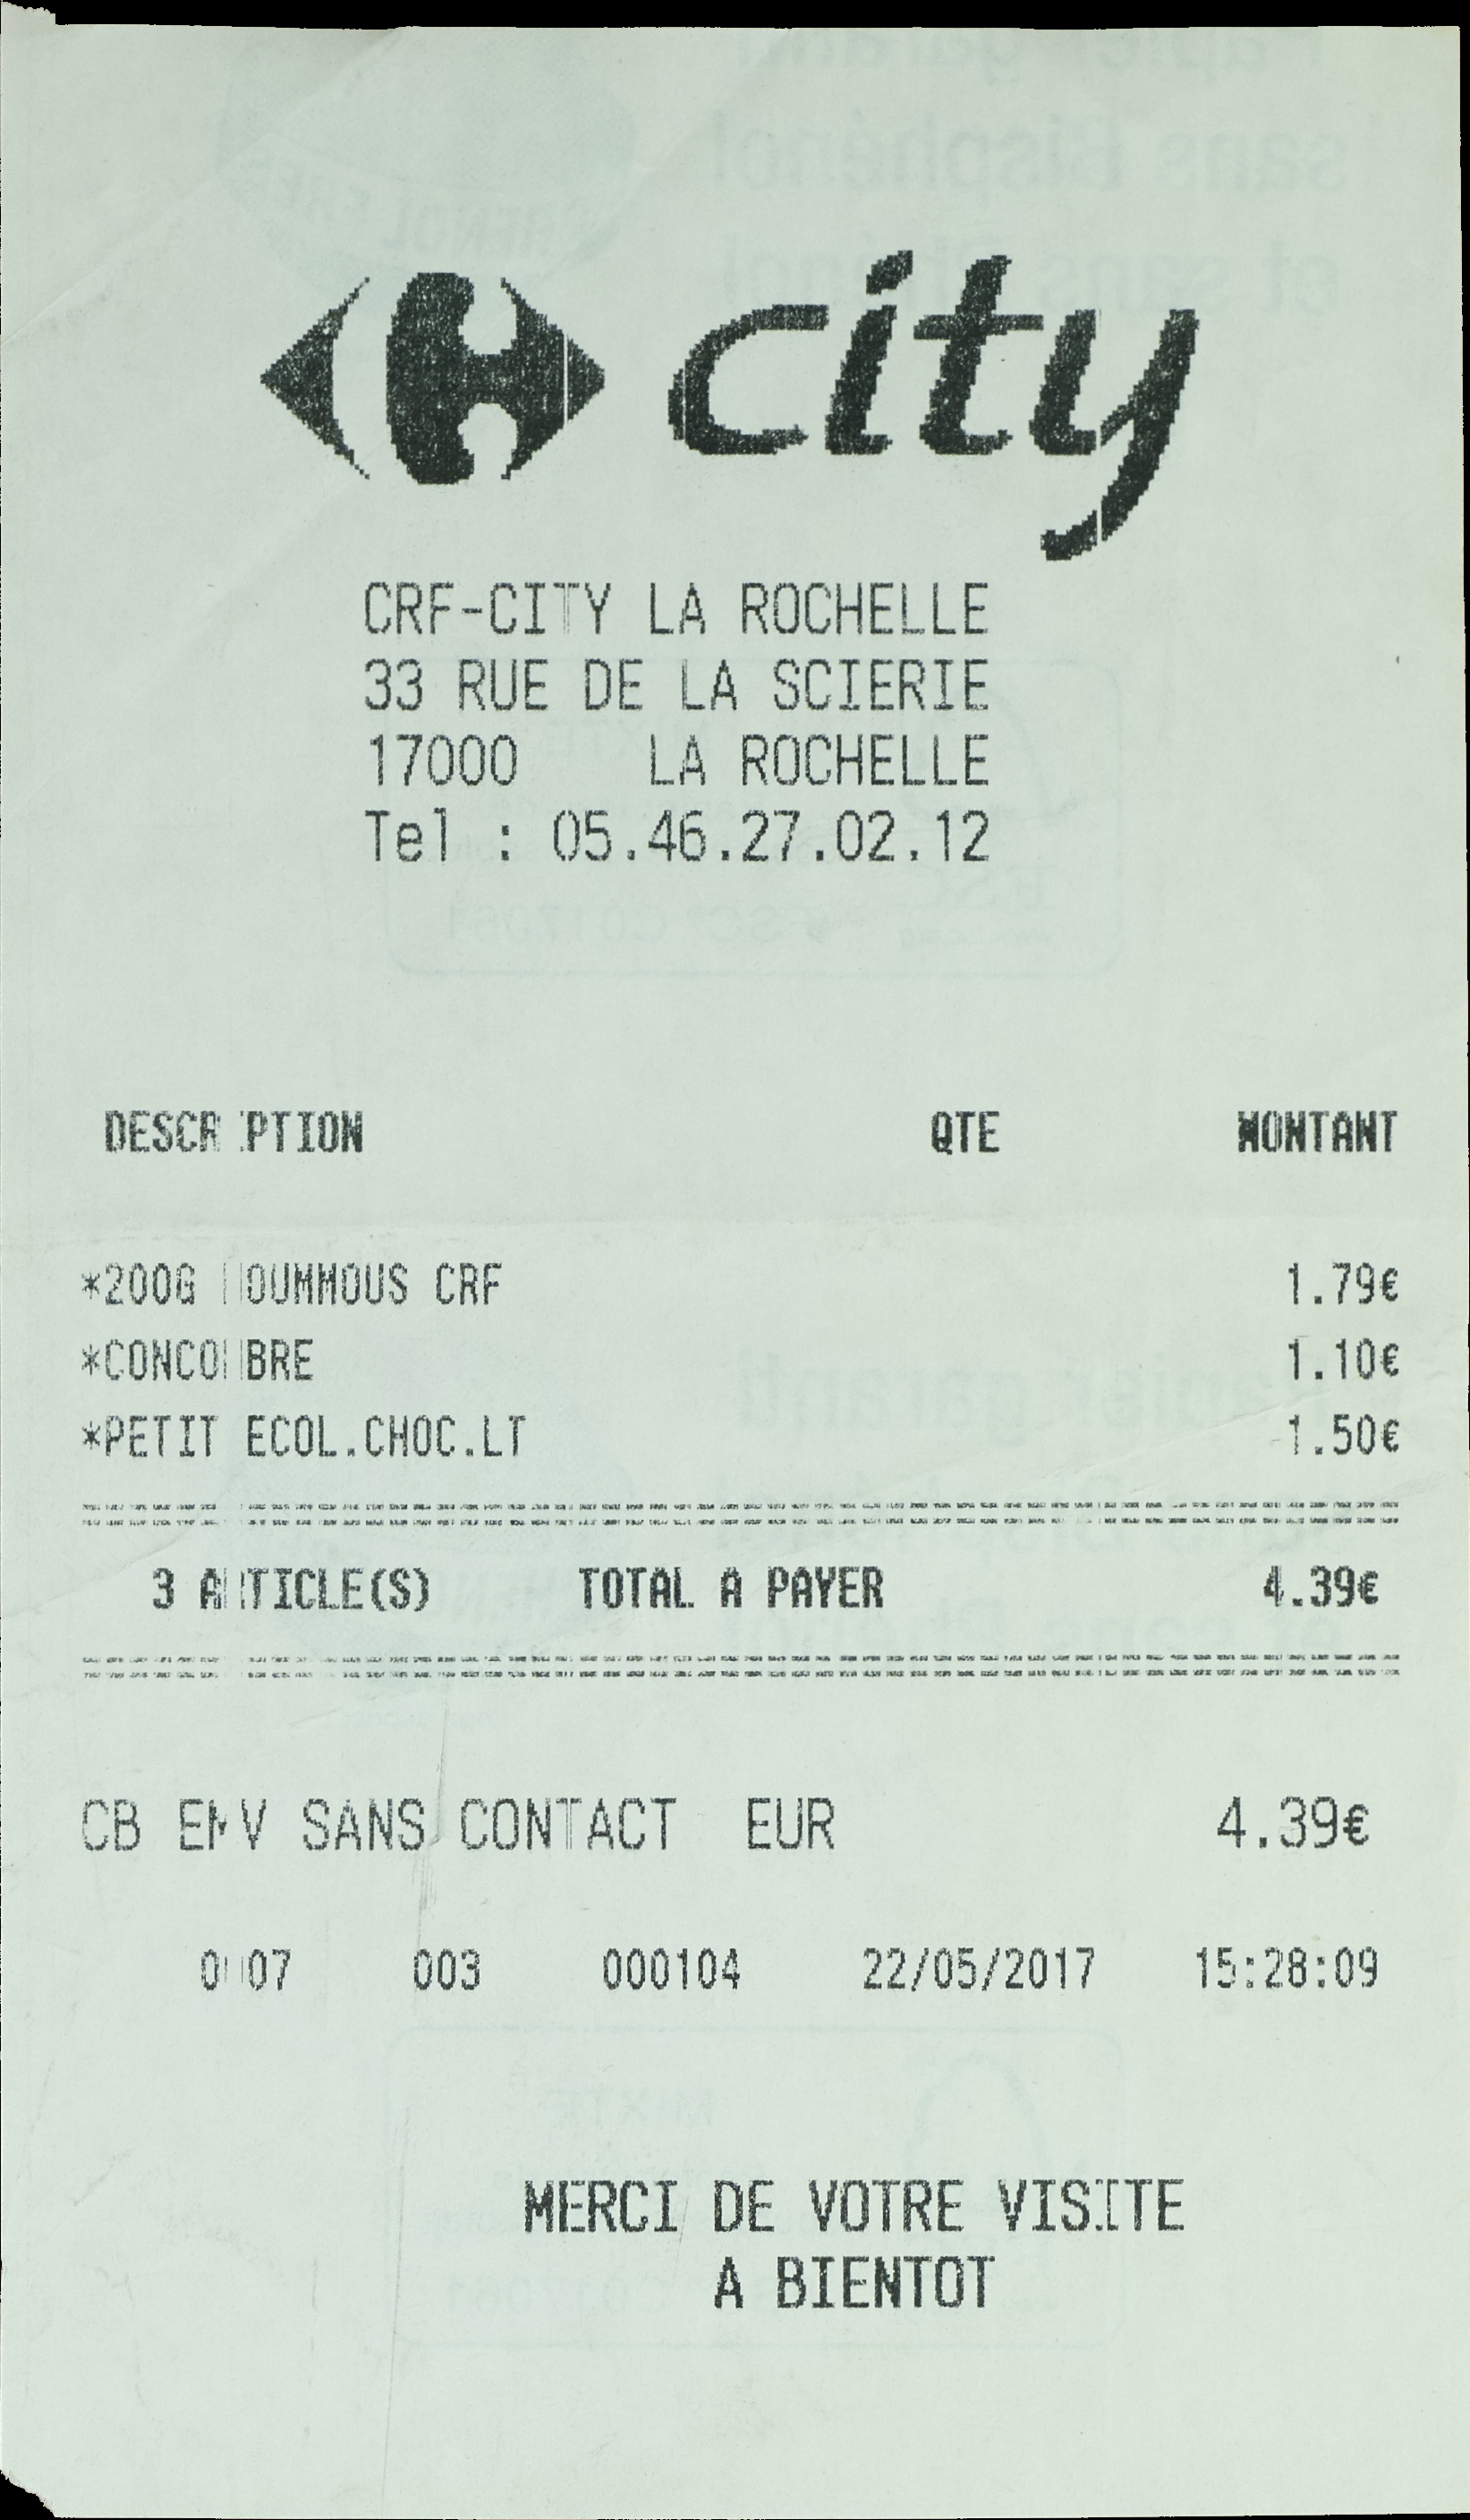 city
CRF-CITY LA ROCHELLE
33 RUE DE LA SCIERIE
17000 LA ROCHELLE
Tel : 05.46.27.02.12
DESCRIPTION QTE MONTANT
*200G HOUMMOUS CRF 1.79€
*CONCOMBRE 1.10€
*PETIT ECOL.CHOC.LT 1.50€
3 ARTICLE(S) TOTAL A PAYER 4.39€
CB EMV SANS CONTACT EUR 4.39€
0007 003 000104 22/05/2017 15:28:09
MERCI DE VOTRE VISITE
A BIENTOT